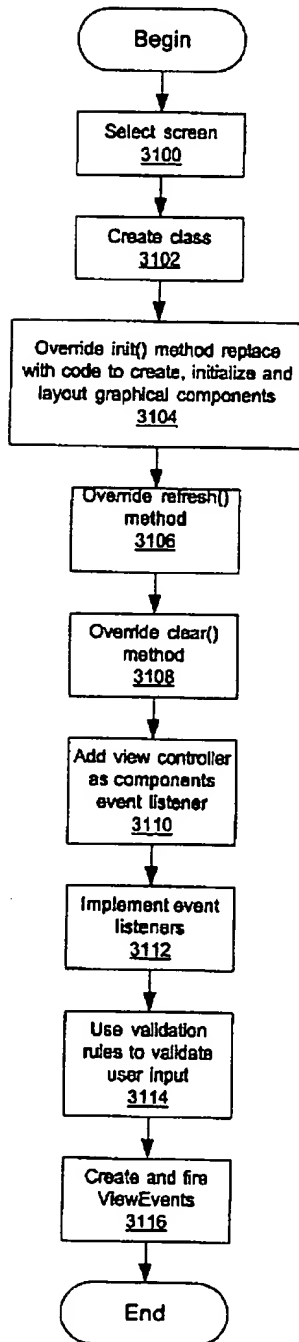 Begin
Select screen
3100
Create class
3102
Override init() method replace
with code to create, initialize and
layout graphical components
3104
Override refresh()
method
3106
Override clear()
method
3108
Add view controller
as components
event listener
3110
Implement event
listeners
3112
Use validation
rules to validate
user input
3114
Create and fire
ViewEvents
3116
End